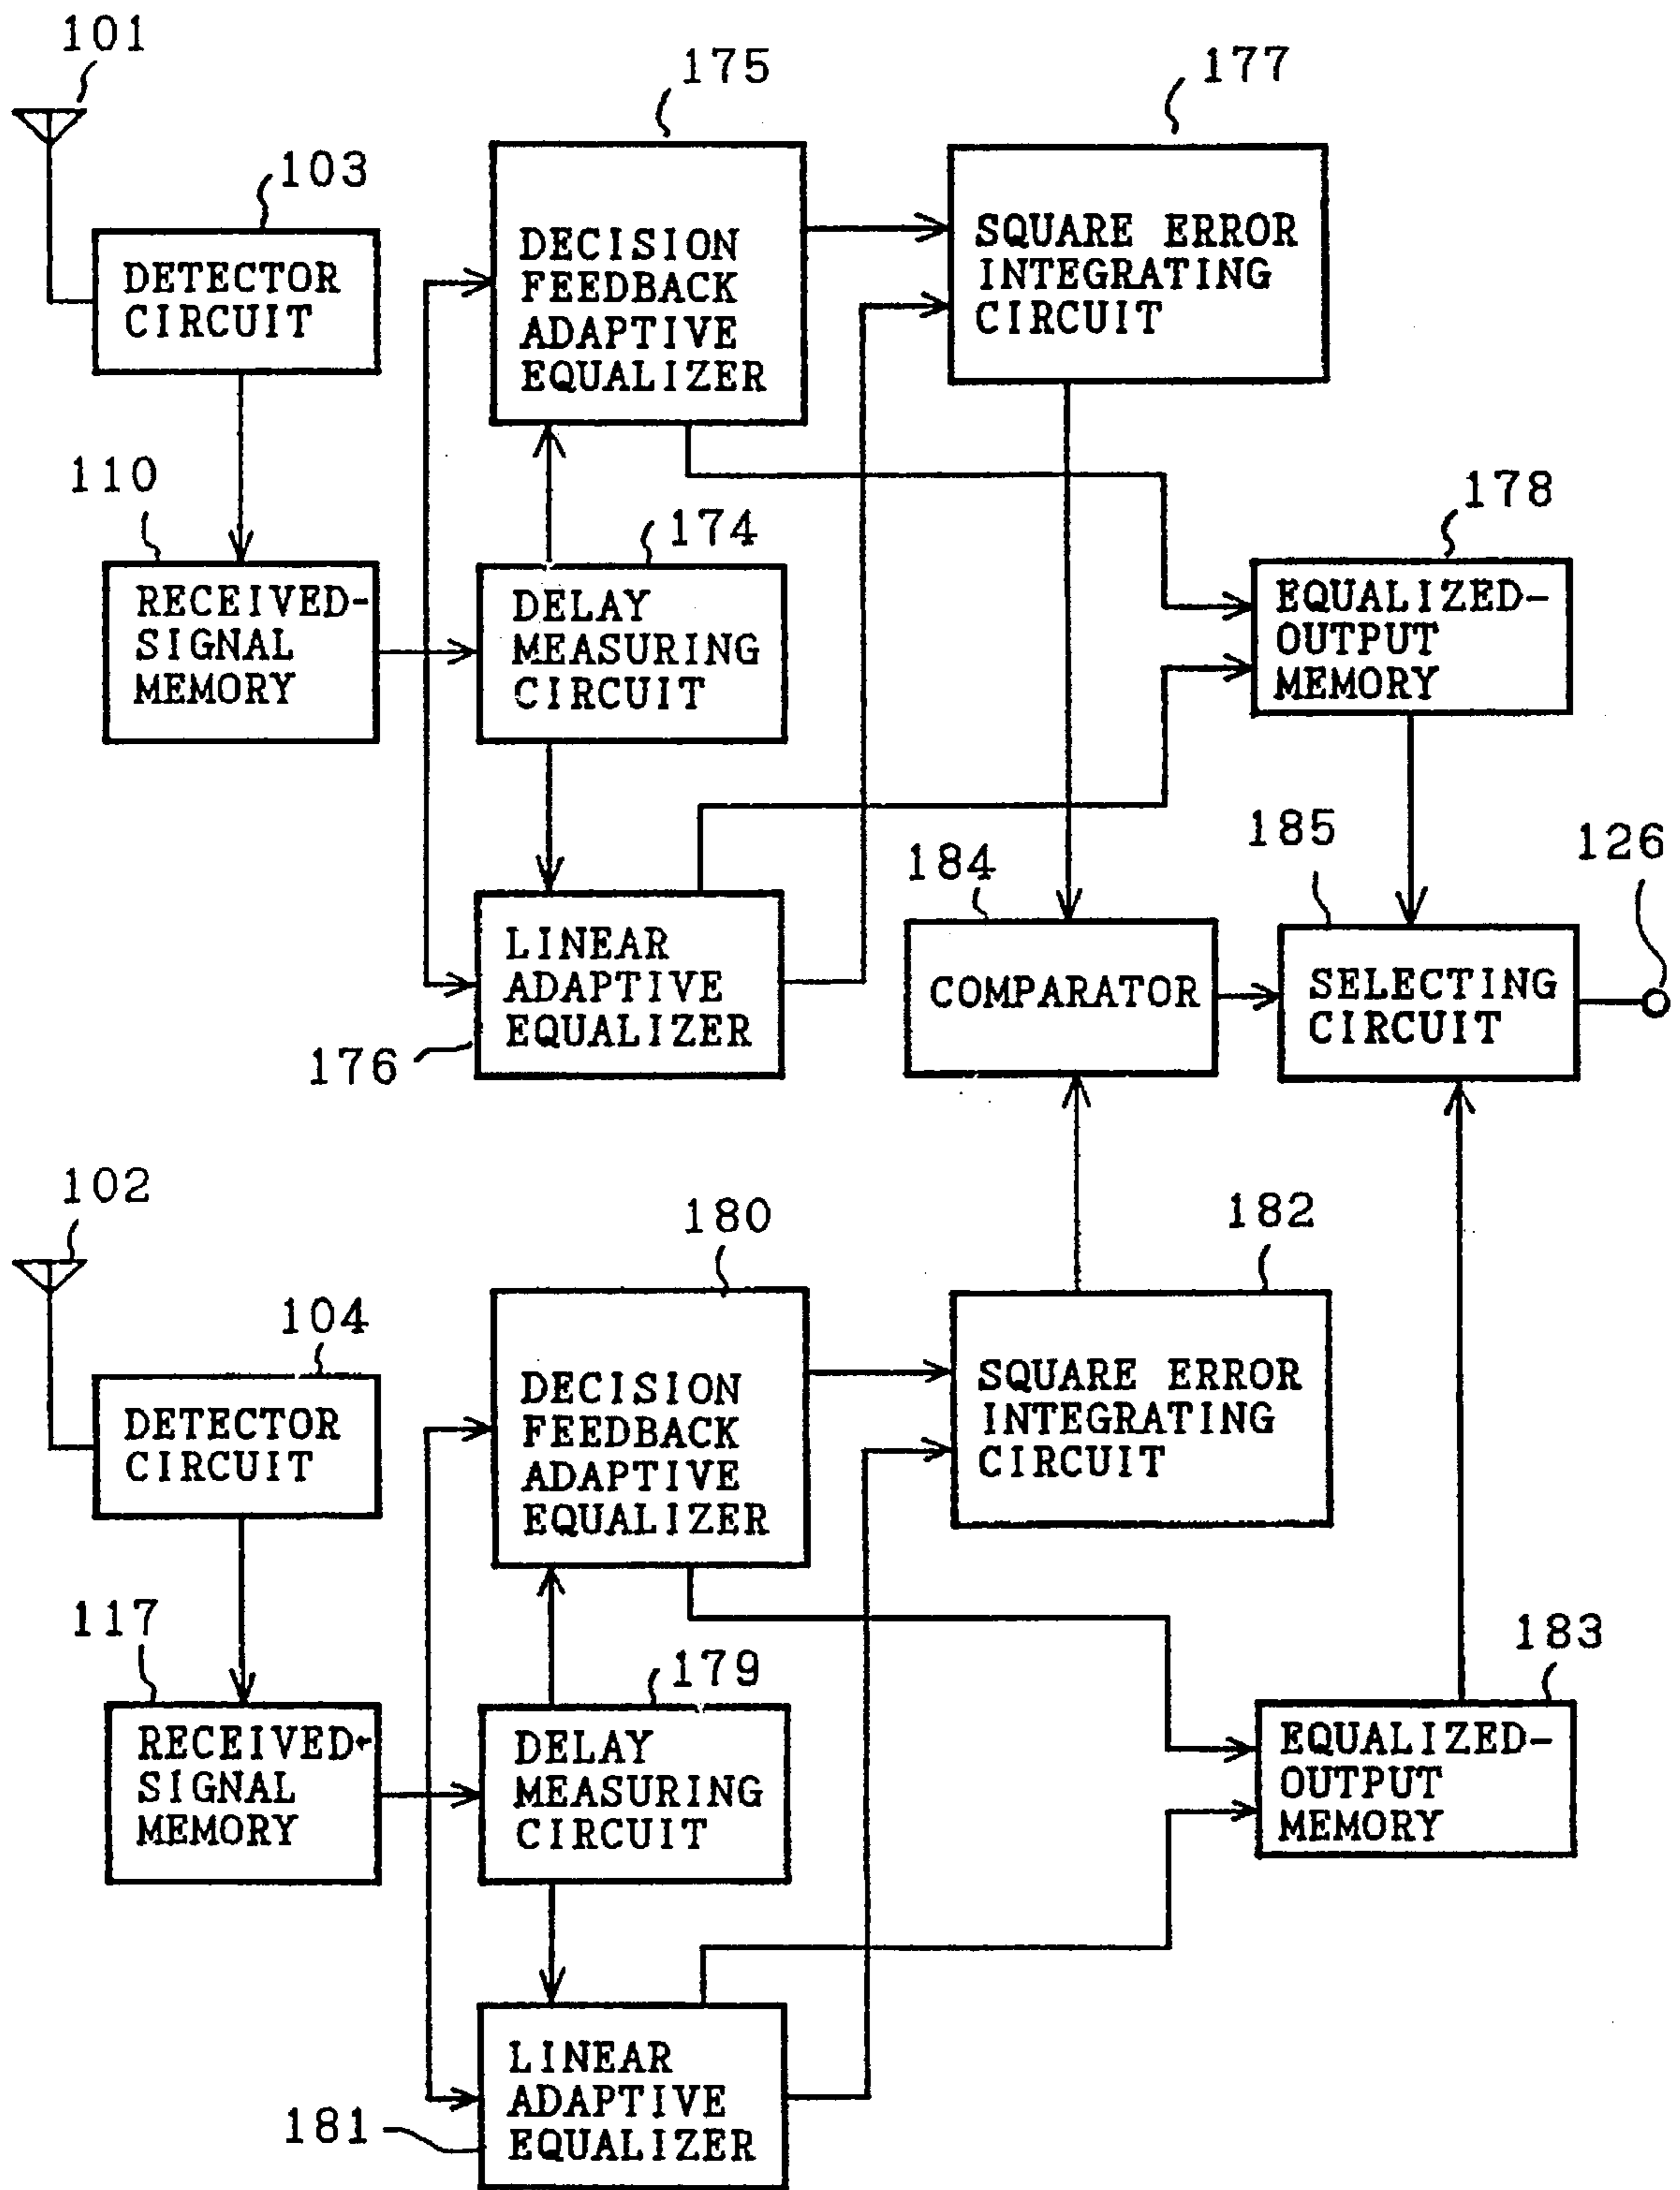 101
175
177
103
DETECTOR
CIRCUIT
DECISION
FEEDBACK
ADAPTIVE
EQUALIZER
SQUARE ERROR
INTEGRATING
CIRCUIT
110
174
178
RECEIVED-
SIGNAL
MEMORY
DELAY
MEASURING
CIRCUIT
EQUALIZED-
OUTPUT
MEMORY
184
185
126
LINEAR
ADAPTIVE
EQUALIZER
176
COMPARATOR
SELECTING
CIRCUIT
102
180
182
104
DETECTOR
CIRCUIT
DECISION
FEEDBACK
ADAPTIVE
EQUALIZER
SQUARE ERROR
INTEGRATING
CIRCUIT
117
179
183
RECEIVED-
SIGNAL
MEMORY
DELAY
MEASURING
CIRCUIT
EQUALIZED-
OUTPUT
MEMORY
LINEAR
ADAPTIVE
EQUALIZER
181